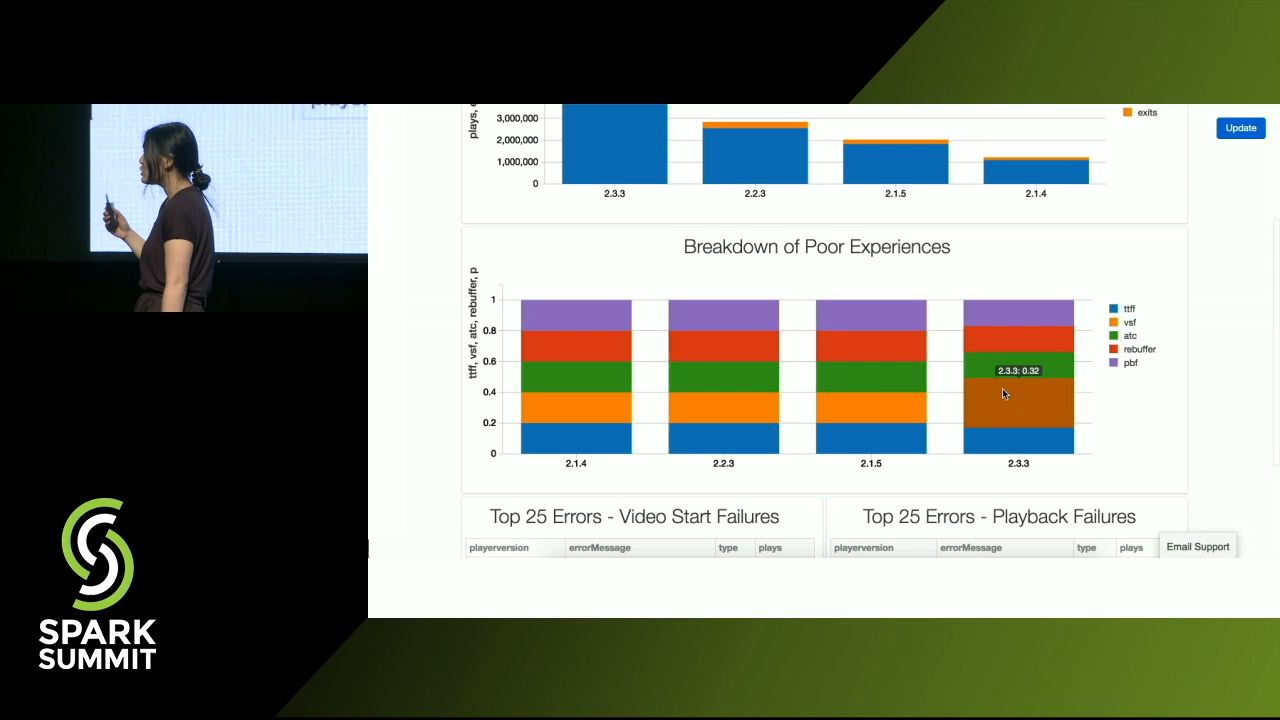 plays, e
3,000,000
2,000,000
1,000,000
0
2.3.3
2.2.3
2.1.5
2.1.4
exits
Update
Breakdown of Poor Experiences
ttff, vsf, atc, rebuffer, p
1
0.8
0.6
0.4
0.2
0
2.3.3: 0.32
2.1.4
2.2.3
2.1.5
2.3.3
ttff
vsf
atc
rebuffer
pbf
Top 25 Errors - Video Start Failures
playerversion errorMessage type plays
Top 25 Errors - Playback Failures
playerversion errorMessage type plays
Email Support
SPARK
SUMMIT